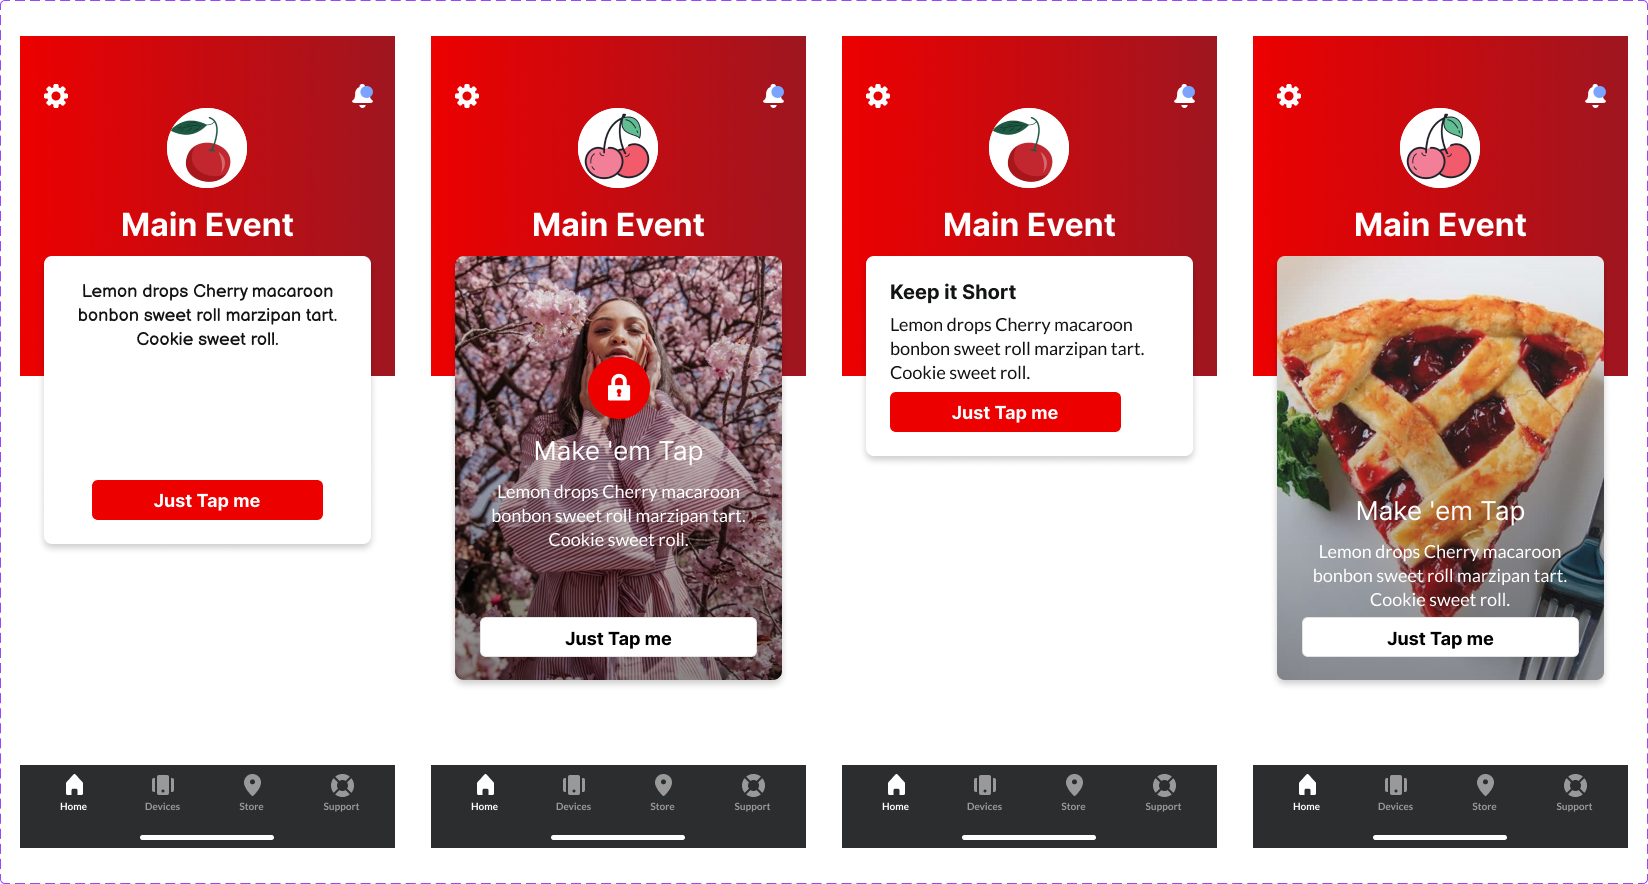 Main Event
Lemon drops Cherry macaroon
bonbon sweet roll marzipan tart.
Cookie sweet roll.
Just Tap me
Home
Devices
Store
Support
Main Event
Make 'em Tap
Lemon drops Cherry macaroon
bonbon sweet roll marzipan tart.
Cookie sweet roll.
Just Tap me
Home
Devices
Store
Support
Main Event
Keep it Short
Lemon drops Cherry macaroon
bonbon sweet roll marzipan tart.
Cookie sweet roll.
Just Tap me
Home
Devices
Store
Support
Main Event
Make 'em Tap
Lemon drops Cherry macaroon
bonbon sweet roll marzipan tart.
Cookie sweet roll.
Just Tap me
Home
Devices
Store
Support